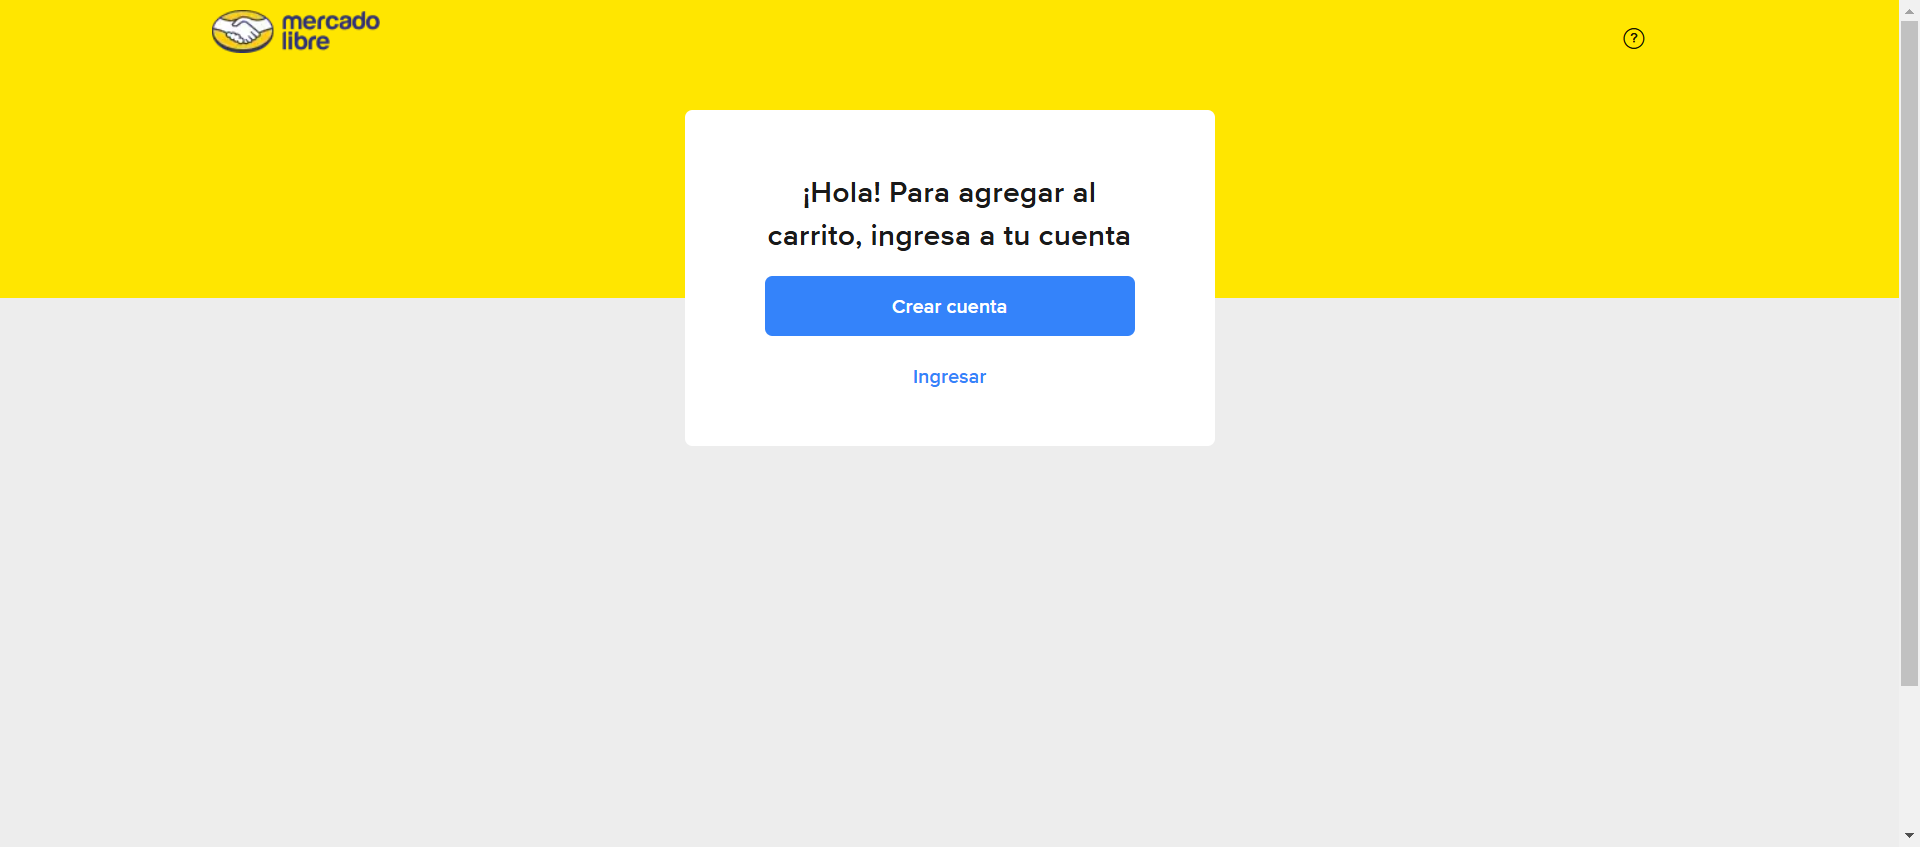 mercado
libre
?
¡Hola! Para agregar al
carrito, ingresa a tu cuenta
Crear cuenta
Ingresar